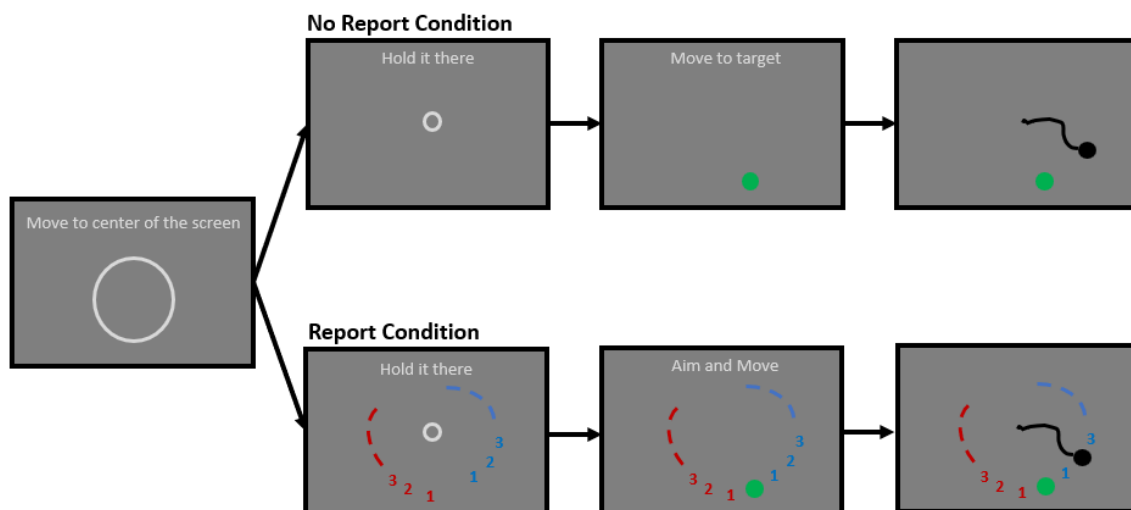 No Report Condition
Hold it there
Move to target
Move to center of the screen
Report Condition
Hold it there
3 2 1 1 2 3
Aim and Move
3 2 1 1 2 3
3 2 1 1 3